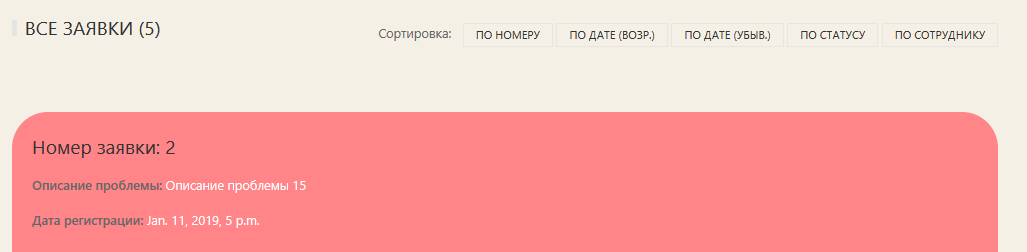 ВСЕ ЗАЯВКИ (5)
Сортировка: ПО НОМЕРУ ПО ДАТЕ (ВОЗР.) ПО ДАТЕ (УБЫВ.) ПО СТАТУСУ ПО СОТРУДНИКУ
Номер заявки: 2
Описание проблемы: Описание проблемы 15
Дата регистрации: Jan. 11, 2019, 5 p.m.